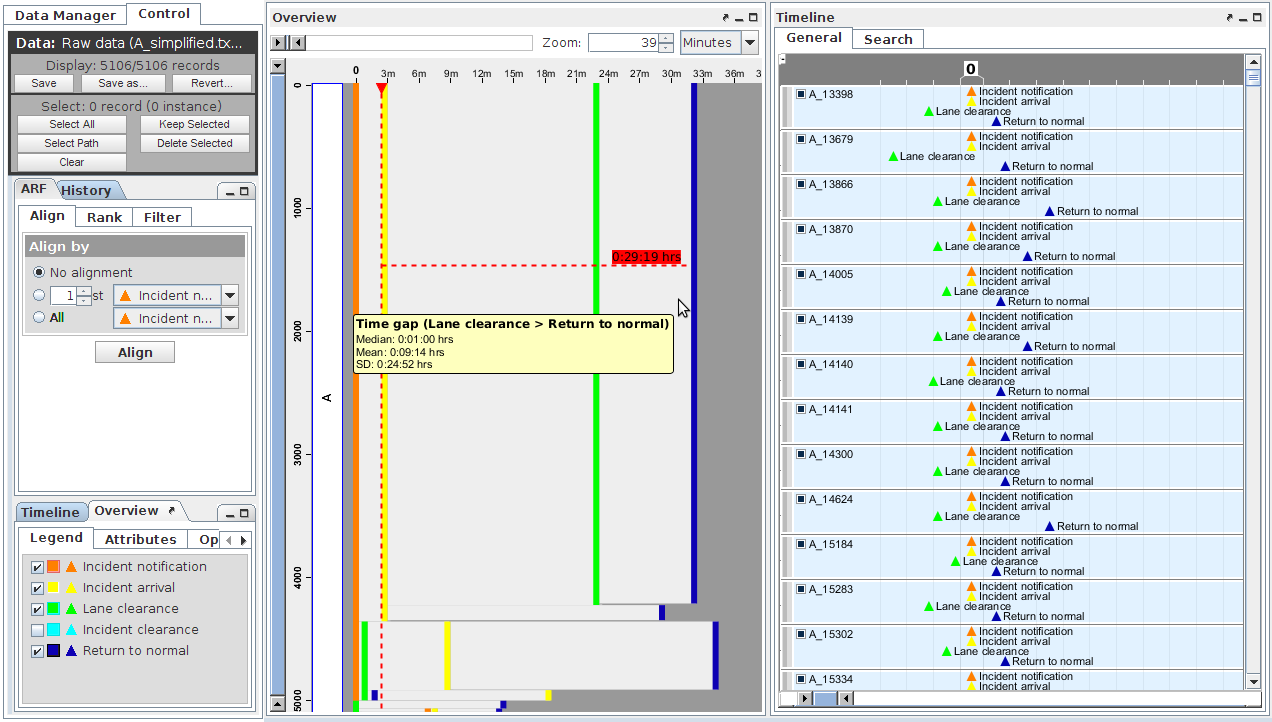 Data Manager
Control
Data: Raw data (A_simplified.tx...
Display: 5106/5106 records
Save
Save as...
Revert...
Select: 0 record (0 instance)
Select All
Keep Selected
Select Path
Delete Selected
Clear
ARF
History
Align
Rank
Filter
Align by
No alignment
1
st
Incident n...
All
Incident n...
Align
Timeline
Overview
Legend
Attributes
Op
Incident notification
Incident arrival
Lane clearance
Incident clearance
Return to normal
Overview
Zoom:
39
Minutes
0
3m
6m
9m
12m
15m
18m
21m
24m
27m
30m
33m
36m
3
0
1000
2000
3000
4000
A
0:29:19 hrs
Time gap (Lane clearance > Return to normal)
Median: 0:01:00 hrs
Mean: 0:09:14 hrs
SD: 0:24:52 hrs
Timeline
General
Search
0
A_13398
Incident notification
Incident arrival
Lane clearance
Return to normal
A_13679
Incident notification
Incident arrival
Lane clearance
Return to normal
A_13866
Incident notification
Incident arrival
Lane clearance
Return to normal
A_13870
Incident notification
Incident arrival
Lane clearance
Return to normal
A_14005
Incident notification
Incident arrival
Lane clearance
Return to normal
A_14139
Incident notification
Incident arrival
Lane clearance
Return to normal
A_14140
Incident notification
Incident arrival
Lane clearance
Return to normal
A_14141
Incident notification
Incident arrival
Lane clearance
Return to normal
A_14300
Incident notification
Incident arrival
Lane clearance
Return to normal
A_14624
Incident notification
Incident arrival
Lane clearance
Return to normal
A_15184
Incident notification
Incident arrival
Lane clearance
Return to normal
A_15283
Incident notification
Incident arrival
Lane clearance
Return to normal
A_15302
Incident notification
Incident arrival
Lane clearance
Return to normal
A_15334
Incident notification
Incident arrival